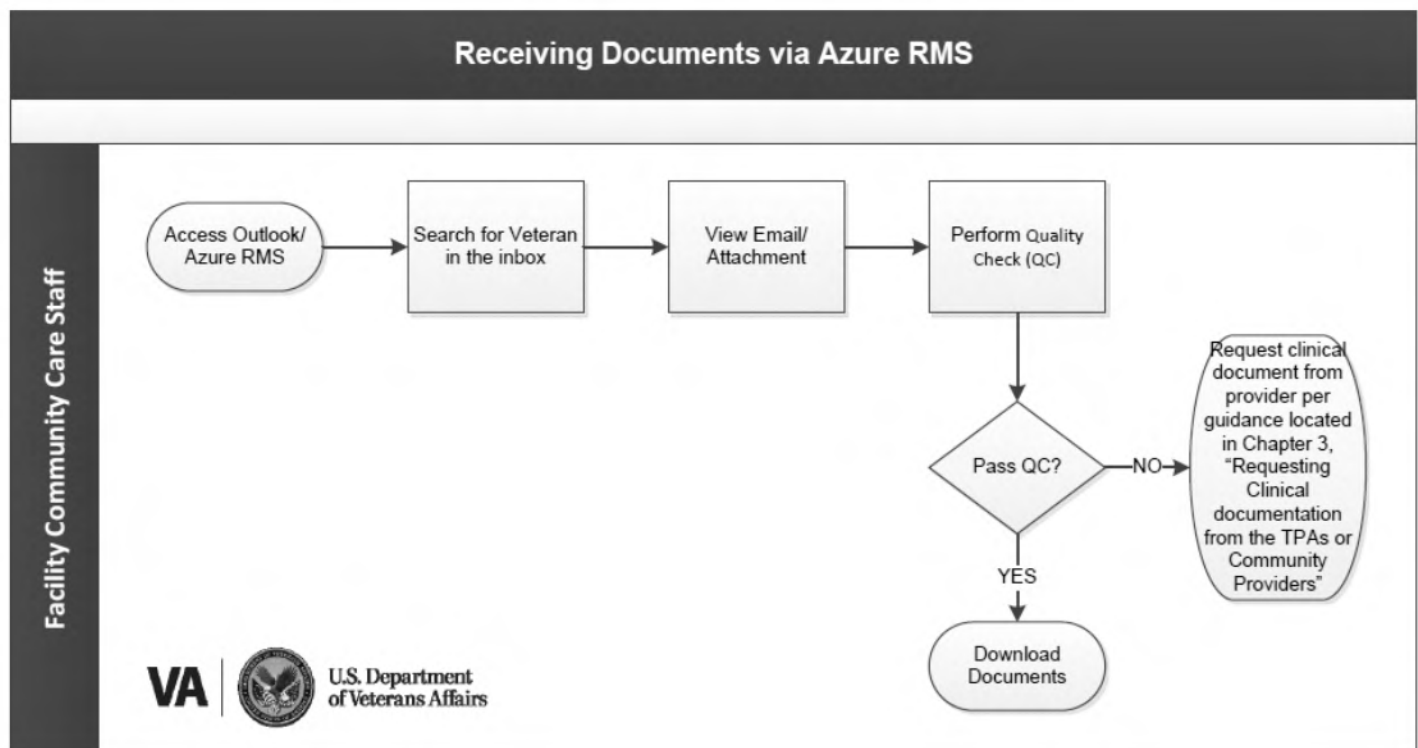 Receiving Documents via Azure RMS
Facility Community Care Staff
Access Outlook/
Azure RMS
Search for Veteran
in the inbox
View Email/
Attachment
Perform Quality
Check (QC)
Pass QC?
NO
Request clinical
document from
provider per
guidance located
in Chapter 3,
“Requesting
Clinical
documentation
from the TPAs or
Community
Providers”
YES
Download
Documents
VA
U.S. Department
of Veterans Affairs